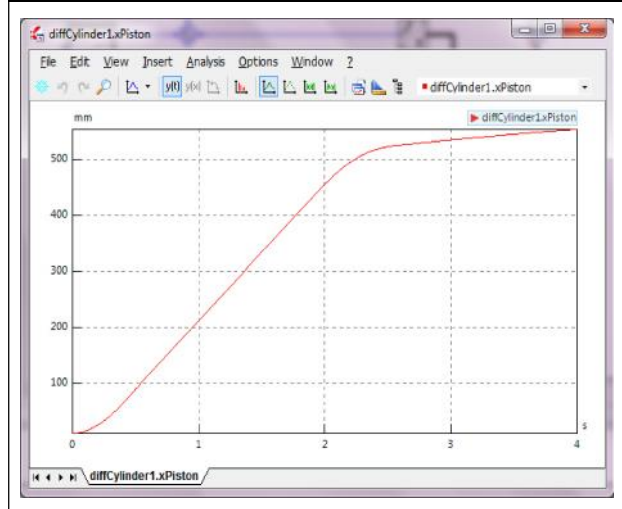 diffCylinder1.xPiston
File Edit View Insert Analysis Options Window ?
y(t) y(x) diffCylinder1.xPiston
mm
diffCylinder1.xPiston
500
400
300
200
100
s
0 1 2 3 4
diffCylinder1.xPiston